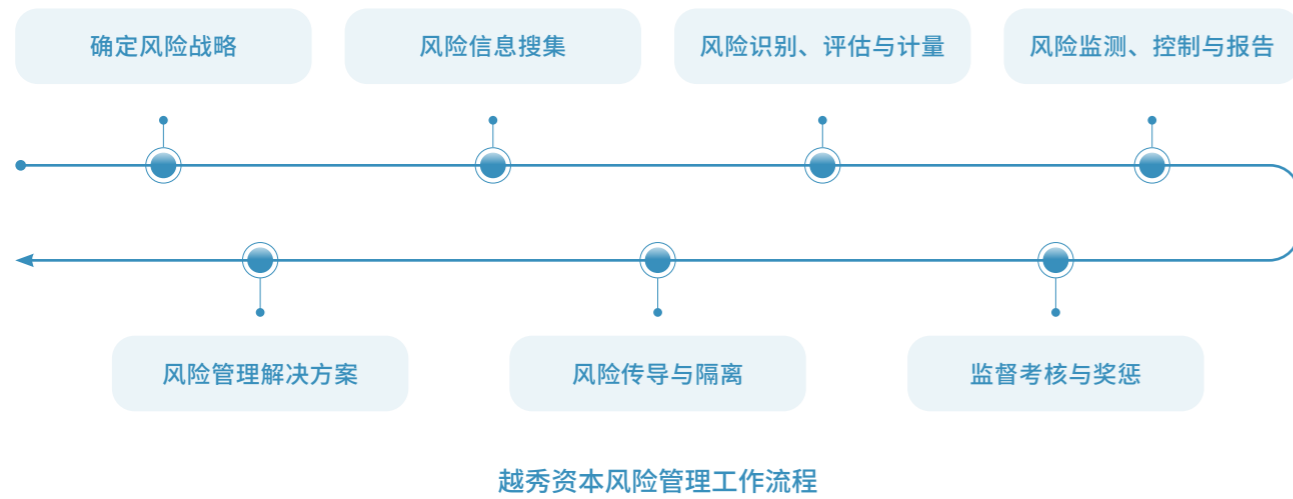 确定风险战略
风险信息搜集
风险识别、评估与计量
风险监测、控制与报告
监督考核与奖惩
风险传导与隔离
风险管理解决方案
越秀资本风险管理工作流程